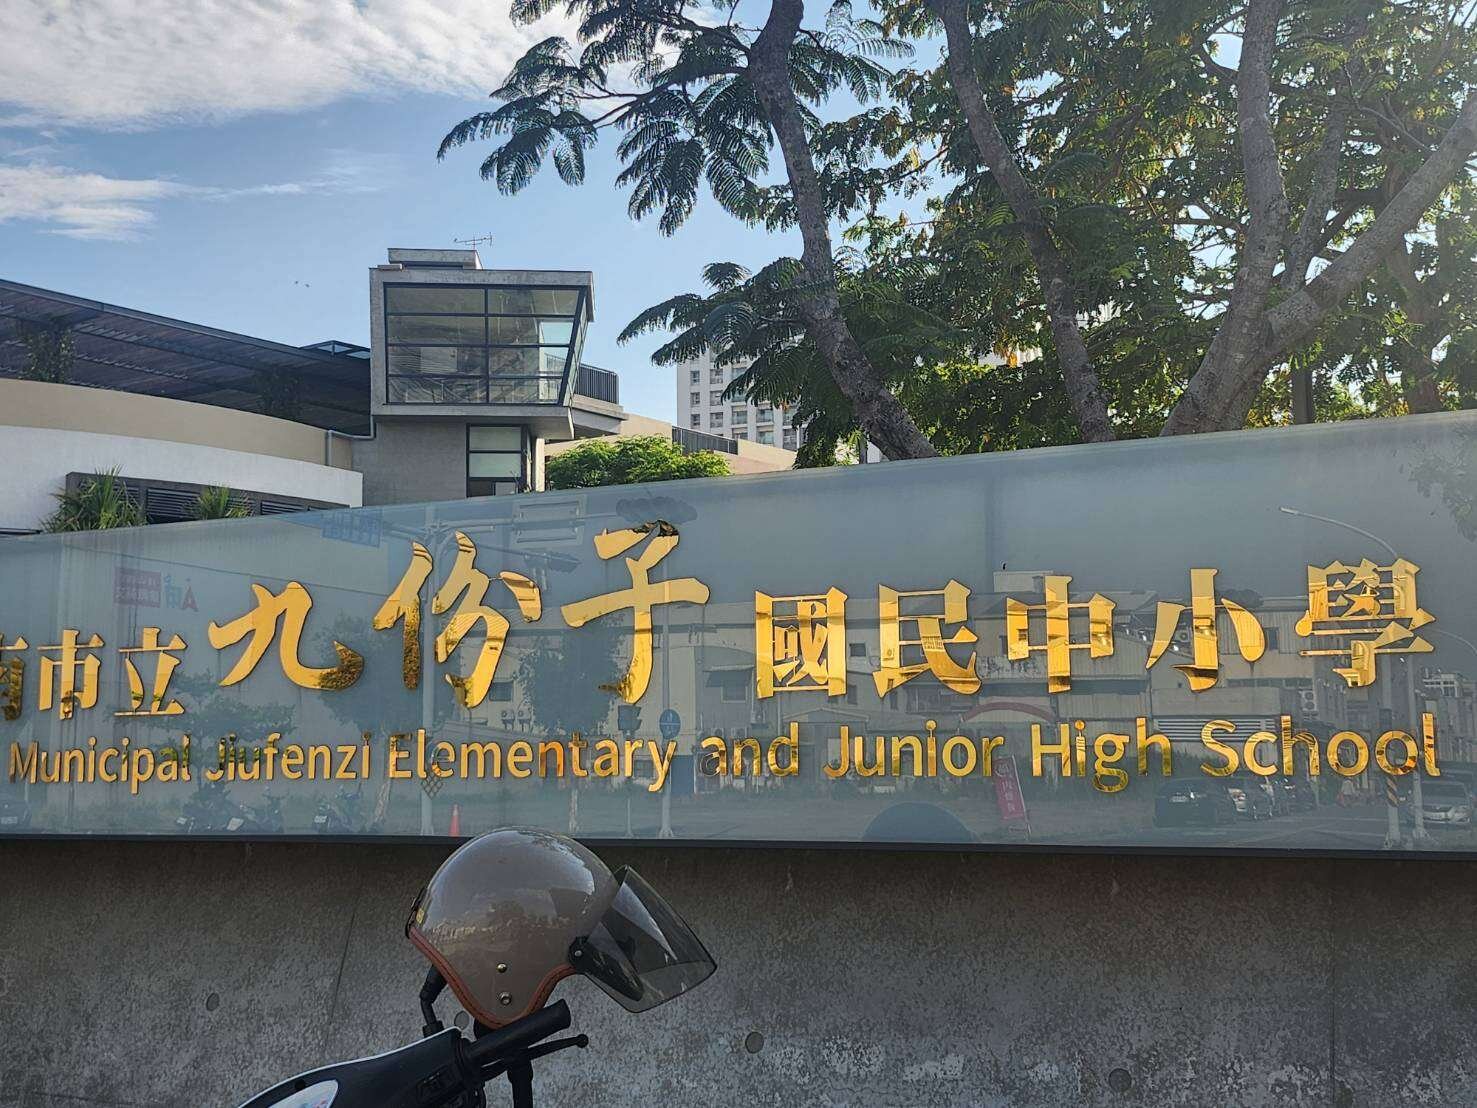 南市立九份子國民中小學
Municipal Jiufenzi Elementary and Junior High School